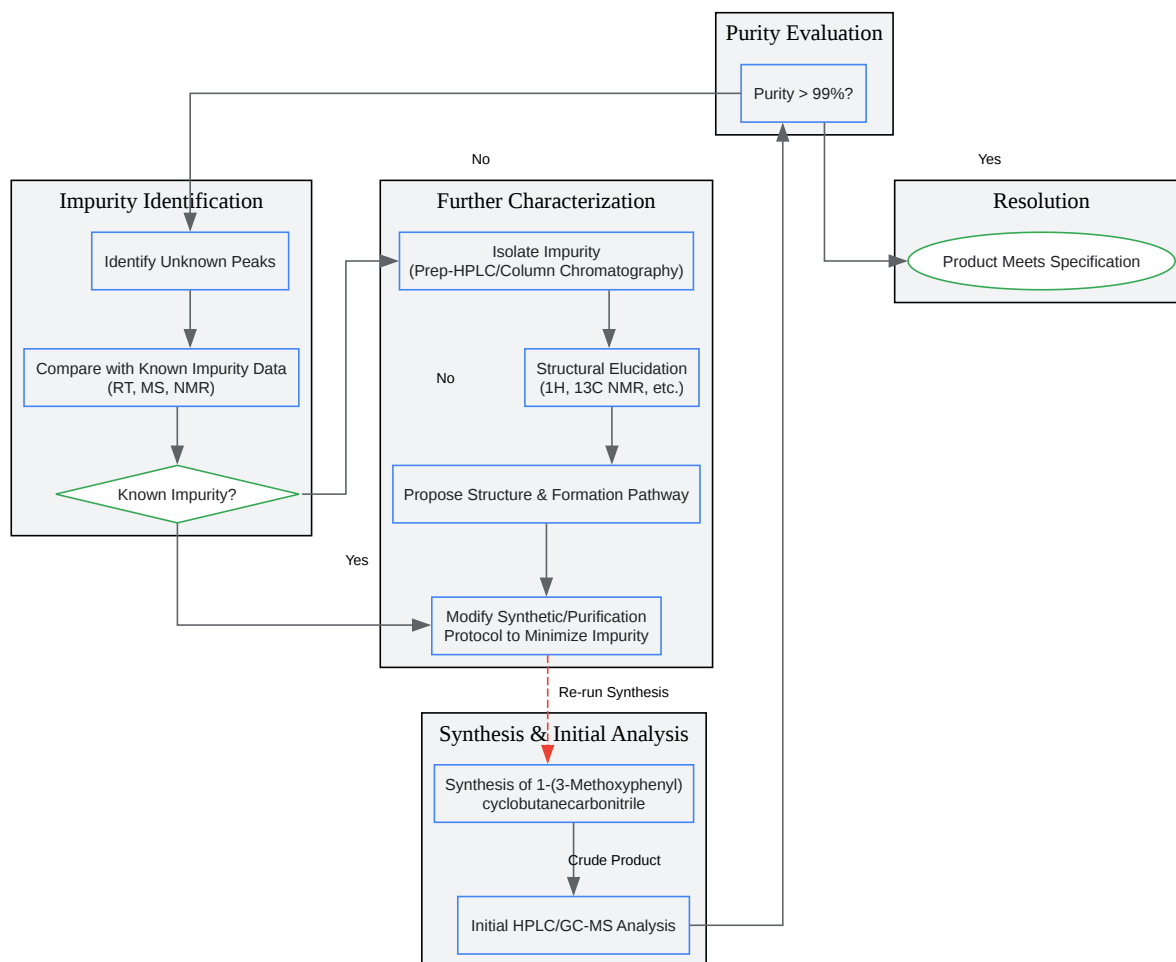 Purity Evaluation
Purity > 99%?
No
Yes
Impurity Identification
Identify Unknown Peaks
Compare with Known Impurity Data
(RT, MS, NMR)
Known Impurity?
Further Characterization
Isolate Impurity
(Prep-HPLC/Column Chromatography)
No
Structural Elucidation
(1H, 13C NMR, etc.)
Propose Structure & Formation Pathway
Yes
Modify Synthetic/Purification
Protocol to Minimize Impurity
Resolution
Product Meets Specification
Re-run Synthesis
Synthesis & Initial Analysis
Synthesis of 1-(3-Methoxyphenyl)
cyclobutanecarbonitrile
Crude Product
Initial HPLC/GC-MS Analysis